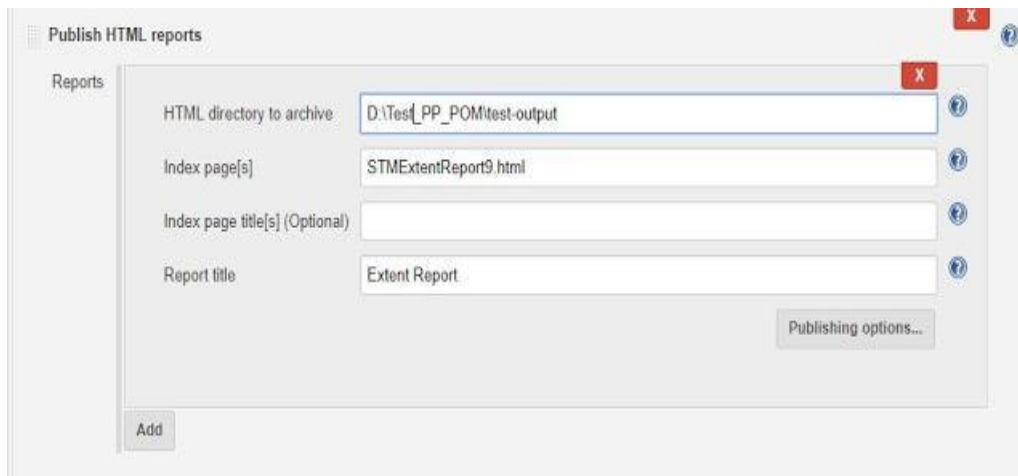 X
Publish HTML reports
?
Reports
X
HTML directory to archive
D:\Test_PP_POM\test-output
?
Index page[s]
STMExtentReport9.html
?
Index page title[s] (Optional)
?
Report title
Extent Report
?
Publishing options...
Add